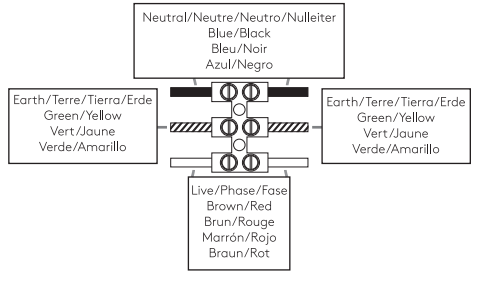 Neutral/Neutre/Neutro/Nulleiter
Blue/Black
Bleu/Noir
Azul/Negro
Earth/Terre/Tierra/Erde
Green/Yellow
Vert/Jaune
Verde/Amarillo
Earth/Terre/Tierra/Erde
Green/Yellow
Vert/Jaune
Verde/Amarillo
Live/Phase/Fase
Brown/Red
Brun/Rouge
Marrón/Rojo
Braun/Rot